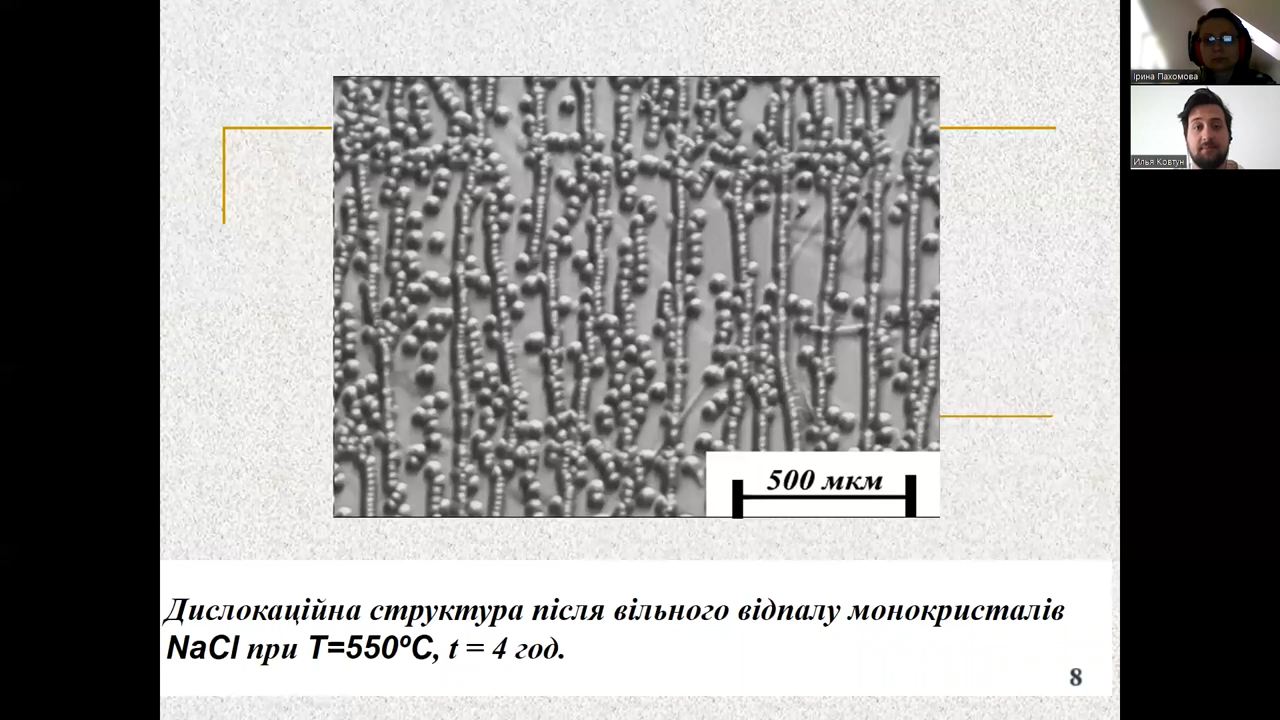 500 мкм
Дислокаційна структура після вільного відпалу монокристалів
NaCl при T=550ºC, t = 4 год.
8
Ірина Пахомова
Илья Ковтун